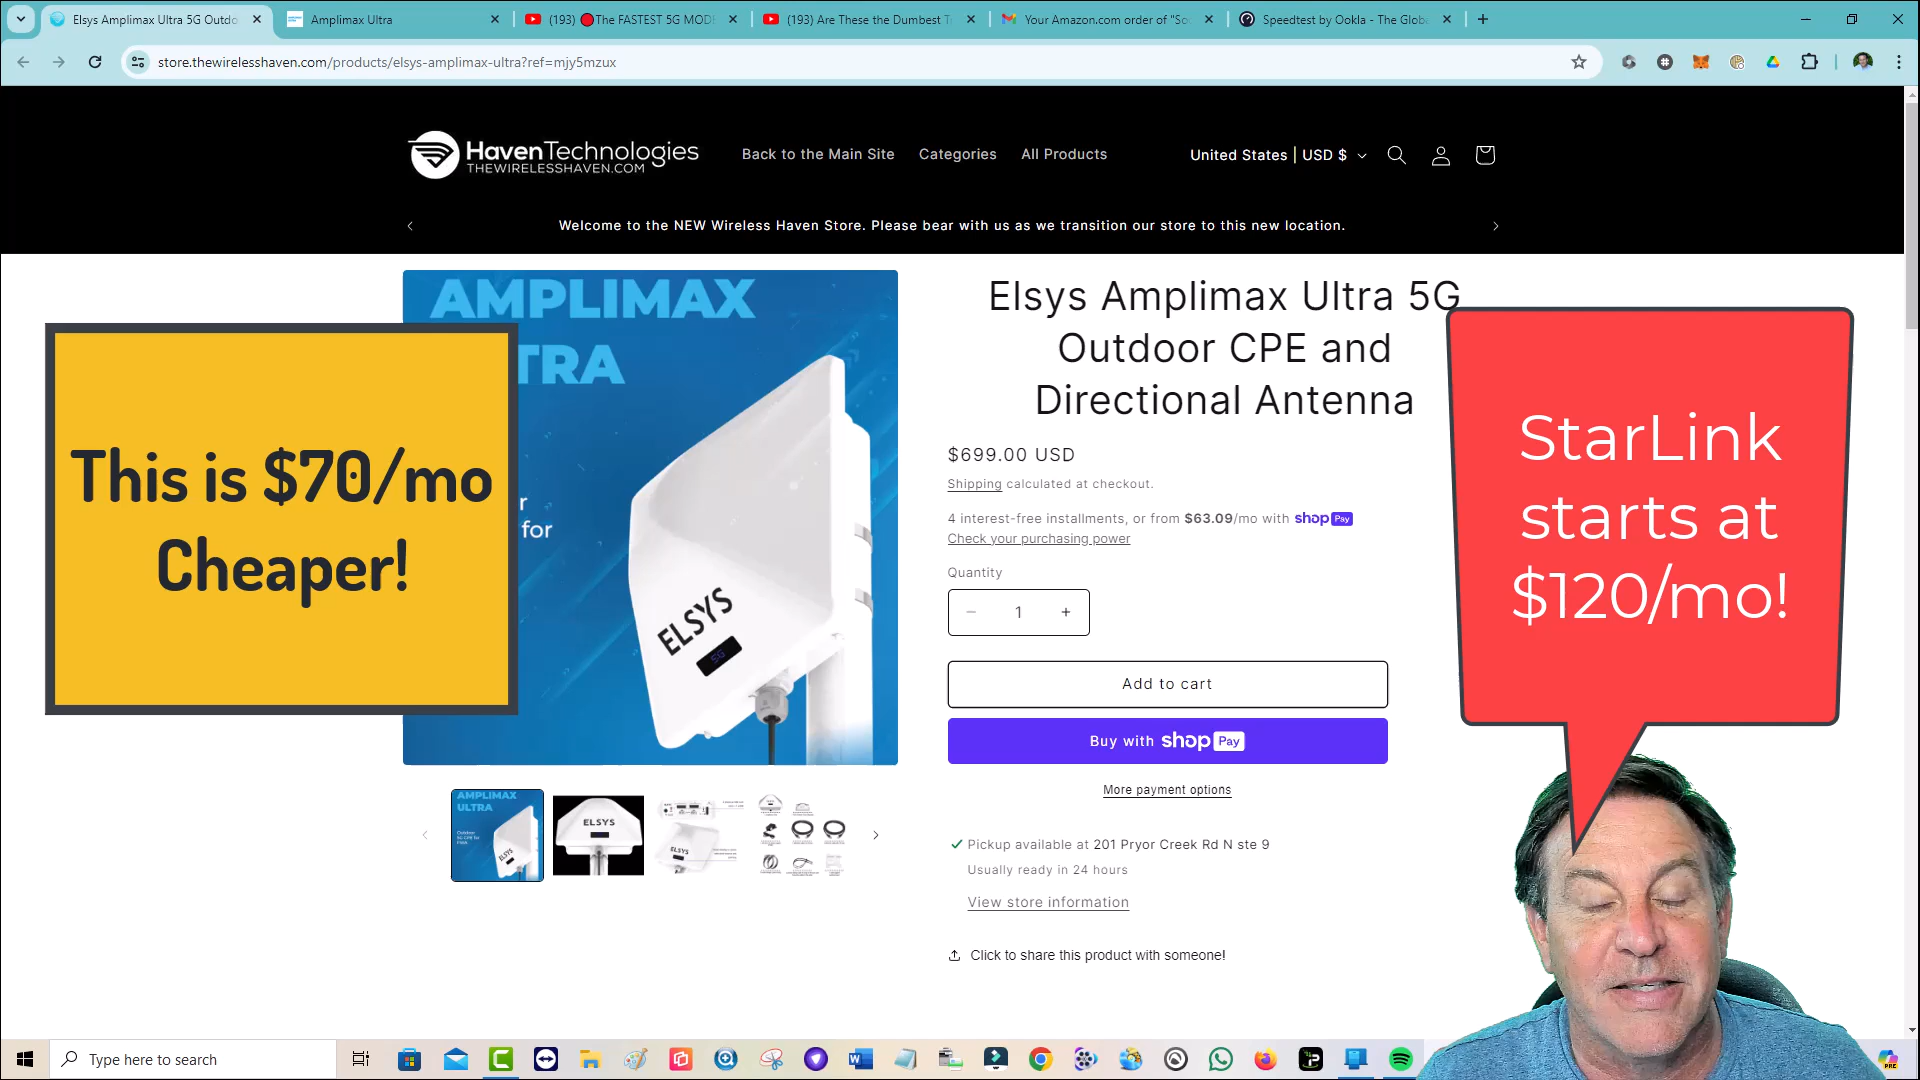 Elsys Amplimax Ultra 5G Outdo
Amplimax Ultra
(193) 🔴The FASTEST 5G MODE
(193) Are These the Dumbest T
Your Amazon.com order of "So
Speedtest by Ookla - The Glob
store.thewirelesshaven.com/products/elsys-amplimax-ultra?ref=mjy5mzux
HavenTechnologies
THEWIRELESSHAVEN.COM
Back to the Main Site
Categories
All Products
United States | USD $
Welcome to the NEW Wireless Haven Store. Please bear with us as we transition our store to this new location.
AMPLIMAX
TRA
r
for
ELSYS
5G
This is $70/mo
Cheaper!
Elsys Amplimax Ultra 5G
Outdoor CPE and
Directional Antenna
$699.00 USD
Shipping calculated at checkout.
4 interest-free installments, or from $63.09/mo with shop Pay
Check your purchasing power
Quantity
− 1 +
Add to cart
Buy with shop Pay
More payment options
Pickup available at 201 Pryor Creek Rd N ste 9
Usually ready in 24 hours
View store information
Click to share this product with someone!
StarLink
starts at
$120/mo!
AMPLIMAX
ULTRA
ELSYS
ELSYS
Type here to search